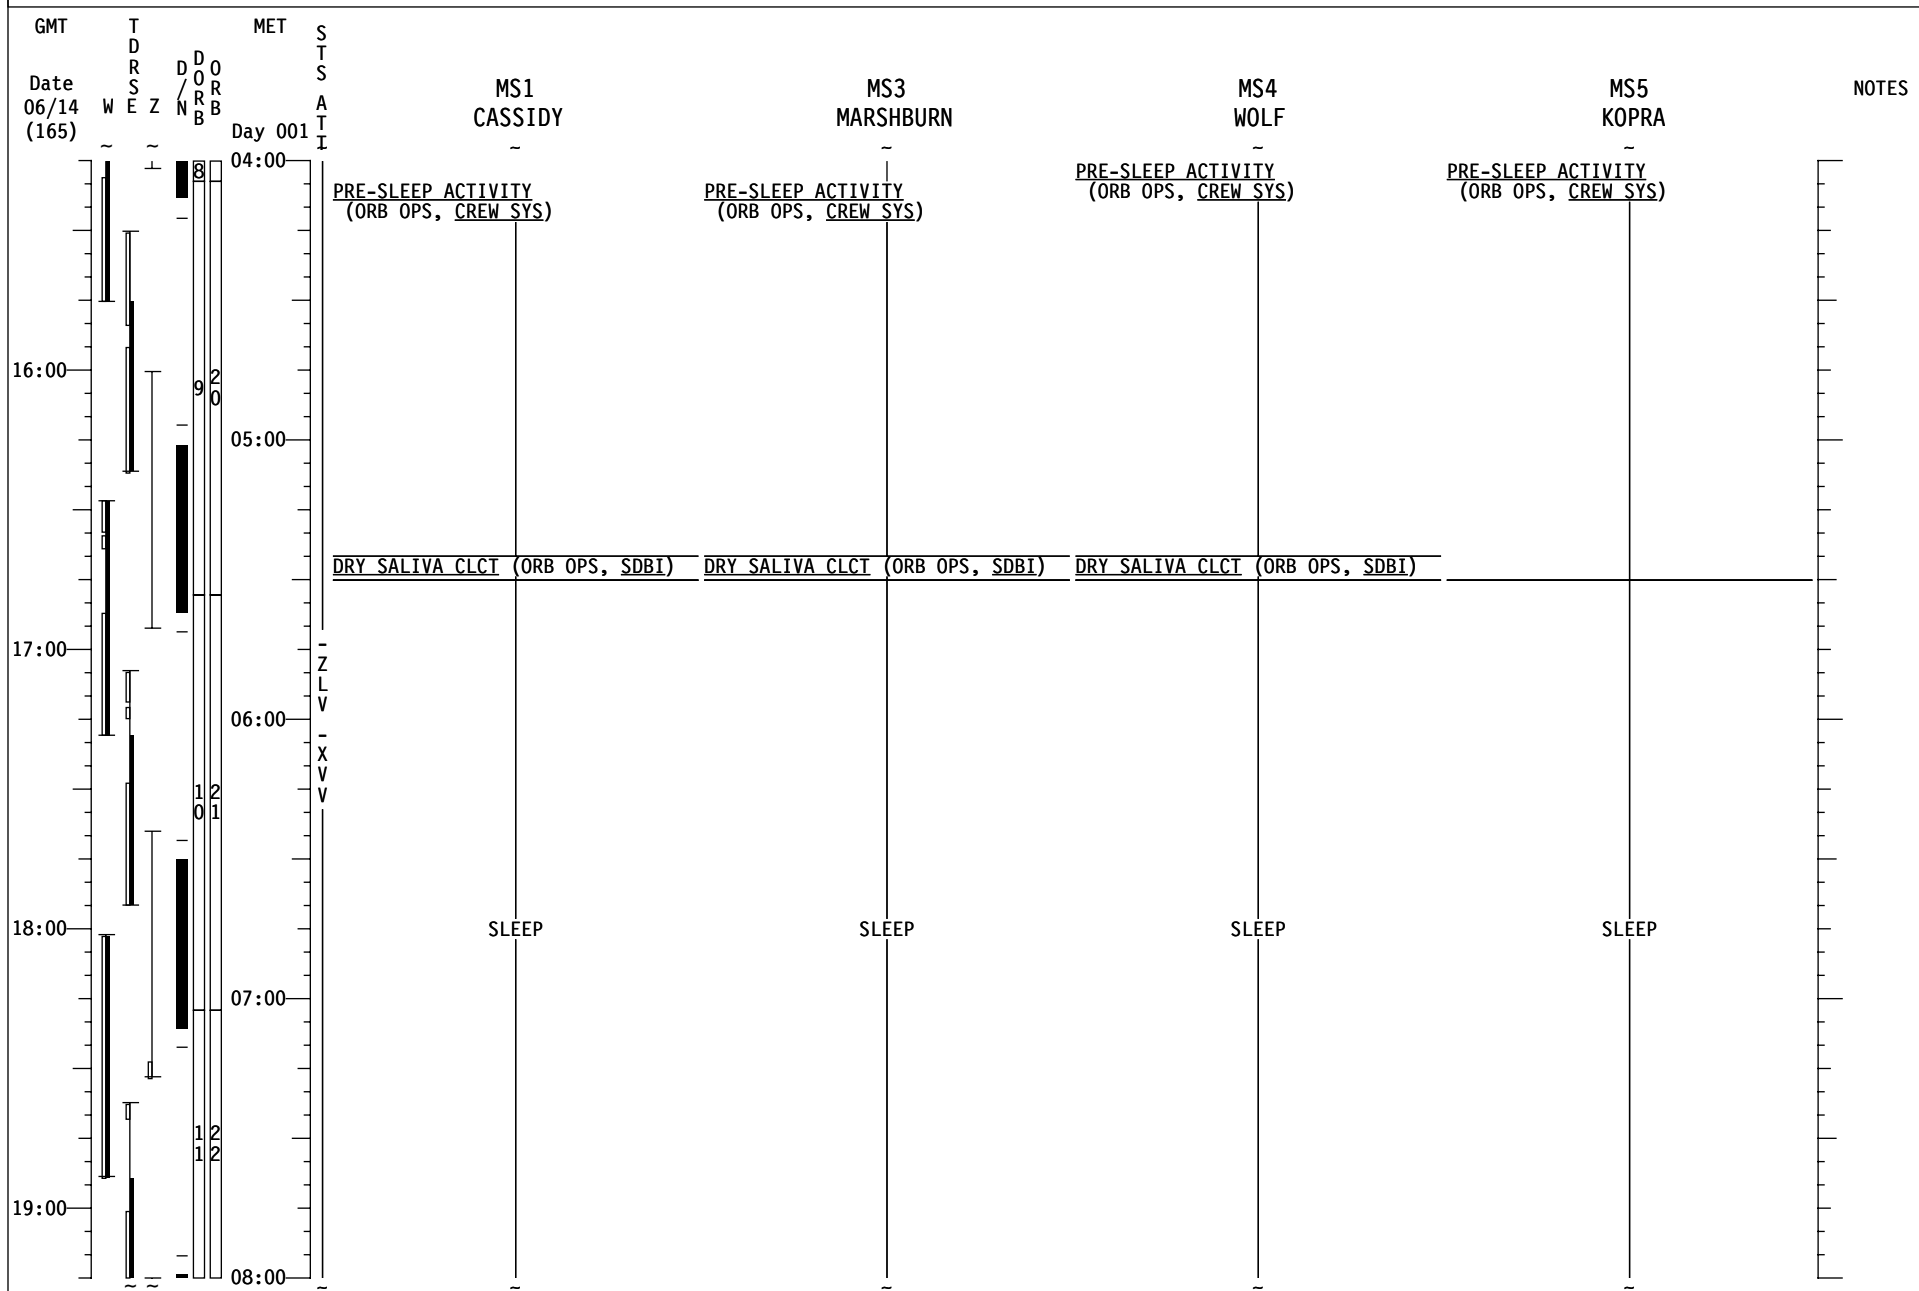 GMT
Date
06/14
(165)
TDRS
W E Z
D/N
DORB
ORB
MET
Day 001
STS ATT
MS1
CASSIDY
MS3
MARSHBURN
MS4
WOLF
MS5
KOPRA
NOTES
~ ~ ~ ~ ~ ~
8
04:00
PRE-SLEEP ACTIVITY
(ORB OPS, CREW SYS)
PRE-SLEEP ACTIVITY
(ORB OPS, CREW SYS)
PRE-SLEEP ACTIVITY
(ORB OPS, CREW SYS)
PRE-SLEEP ACTIVITY
(ORB OPS, CREW SYS)
16:00
9
20
05:00
DRY SALIVA CLCT (ORB OPS, SDBI)
DRY SALIVA CLCT (ORB OPS, SDBI)
DRY SALIVA CLCT (ORB OPS, SDBI)
17:00
-ZLV -XVV
06:00
10
21
18:00
SLEEP
SLEEP
SLEEP
SLEEP
07:00
11
22
19:00
08:00
~ ~ ~ ~ ~ ~ ~